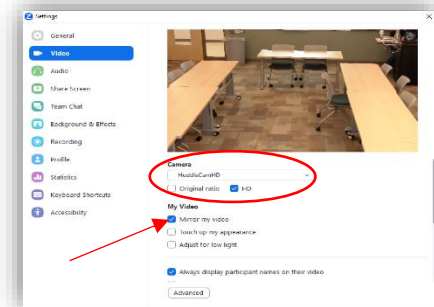 Settings
General
Video
Audio
Share Screen
Team Chat
Background & Effects
Recording
Profile
Statistics
Keyboard Shortcuts
Accessibility
Camera
HuddleCamHD
Original ratio HD
My Video
Mirror my video
Touch up my appearance
Adjust for low light
Always display participant names on their video
Advanced